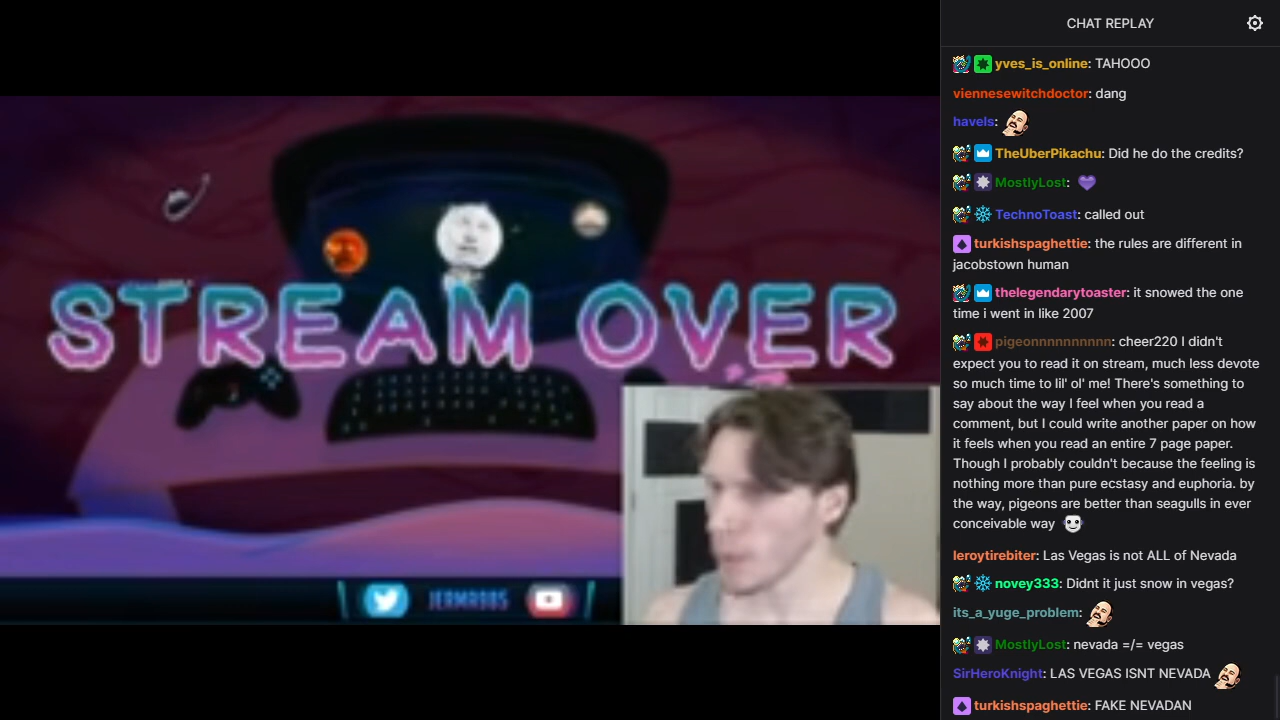 STREAM OVER
JERMA985
CHAT REPLAY
yves_is_online: TAHOOO
viennesewitchdoctor: dang
havels:
TheUberPikachu: Did he do the credits?
MostlyLost:
TechnoToast: called out
turkishspaghettie: the rules are different in
jacobstown human
thelegendarytoaster: it snowed the one
time i went in like 2007
pigeonnnnnnnnnn: cheer220 I didn't
expect you to read it on stream, much less devote
so much time to lil' ol' me! There's something to
say about the way I feel when you read a
comment, but I could write another paper on how
it feels when you read an entire 7 page paper.
Though I probably couldn't because the feeling is
nothing more than pure ecstasy and euphoria. by
the way, pigeons are better than seagulls in ever
conceivable way
leroytirebiter: Las Vegas is not ALL of Nevada
novey333: Didnt it just snow in vegas?
its_a_yuge_problem:
MostlyLost: nevada =/= vegas
SirHeroKnight: LAS VEGAS ISNT NEVADA
turkishspaghettie: FAKE NEVADAN